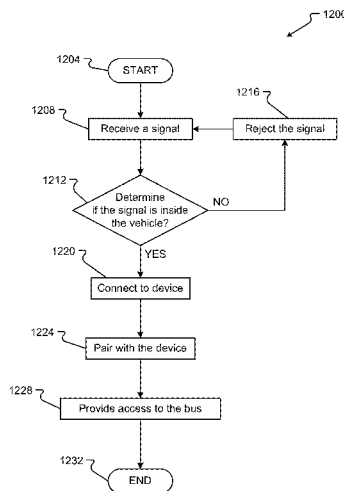 1200
1204
START
1208
Receive a signal
1216
Reject the signal
1212
Determine
if the signal is inside
the vehicle?
NO
YES
1220
Connect to device
1224
Pair with the device
1228
Provide access to the bus
1232
END